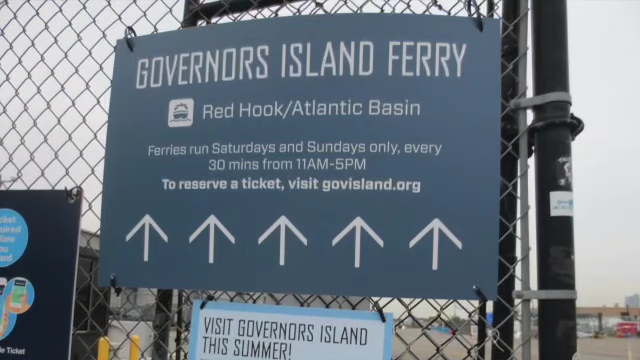 GOVERNORS ISLAND FERRY
Red Hook/Atlantic Basin
Ferries run Saturdays and Sundays only, every
30 mins from 11AM-5PM
To reserve a ticket, visit govisland.org
VISIT GOVERNORS ISLAND
THIS SUMMER!
Ticket